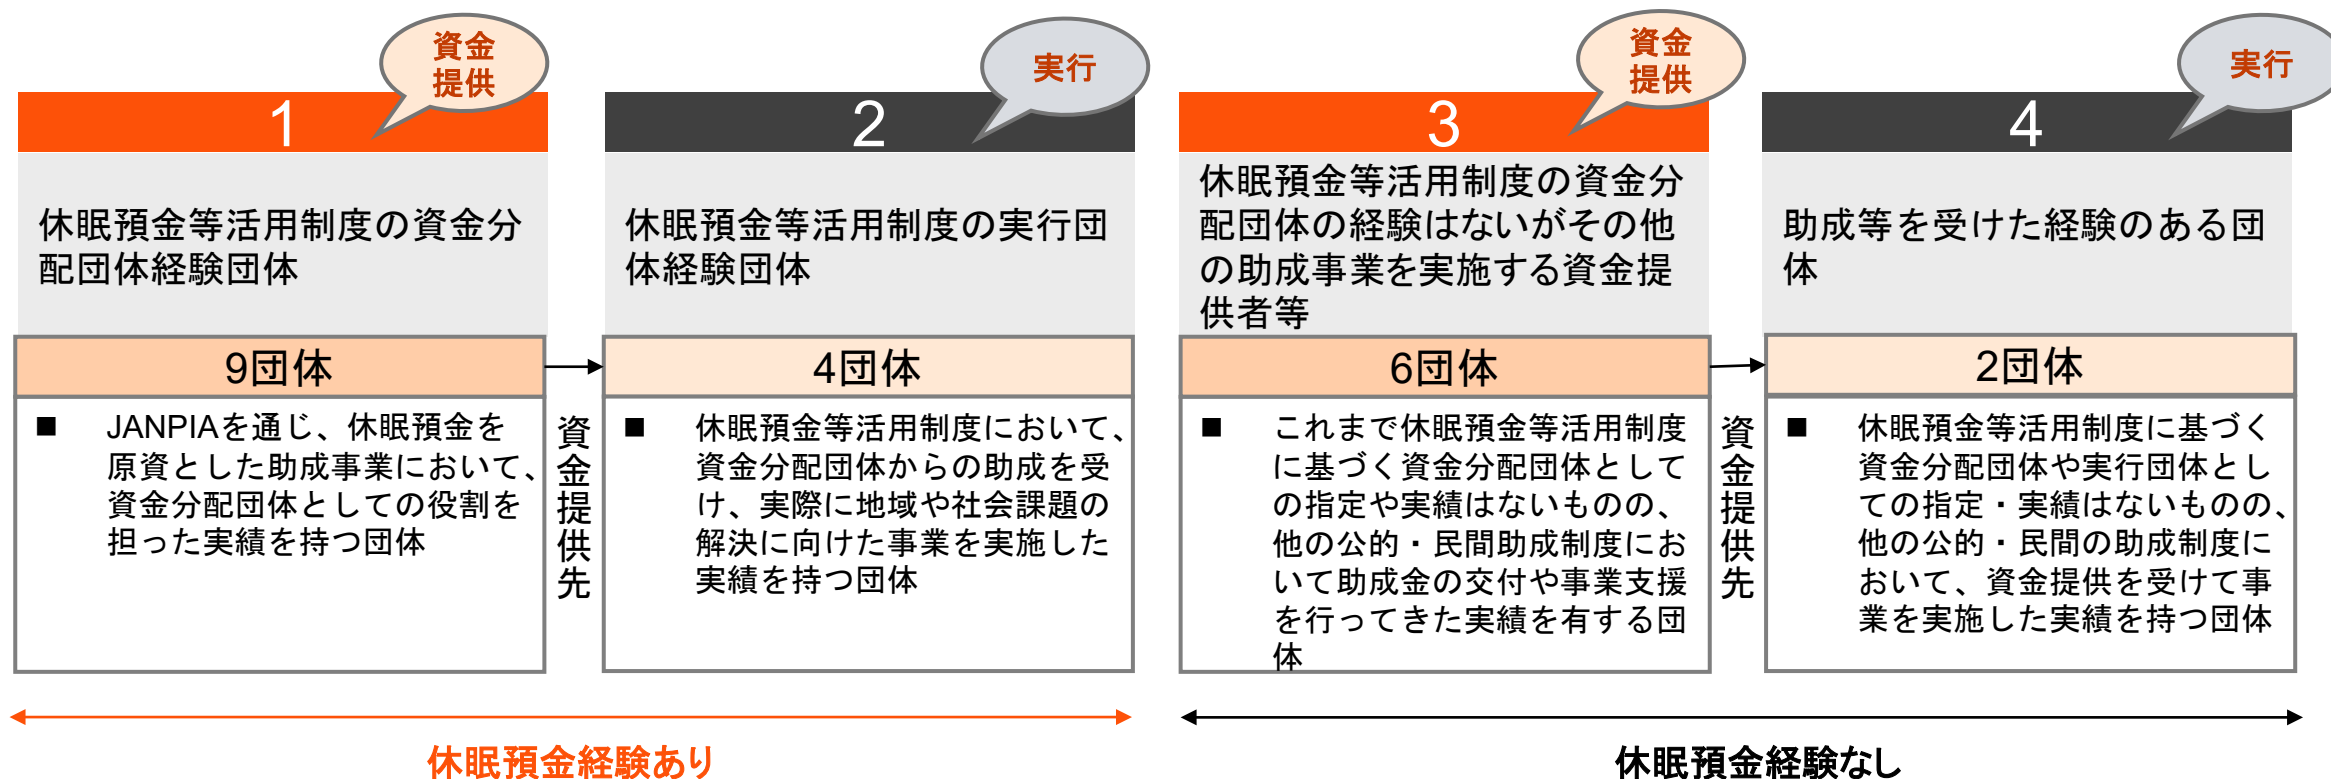 資金
提供
1
休眠預金等活用制度の資金分
配団体経験団体
9団体
■ JANPIAを通じ、休眠預金を
原資とした助成事業において、
資金分配団体としての役割を
担った実績を持つ団体
資金提供先
実行
2
休眠預金等活用制度の実行団
体経験団体
4団体
■ 休眠預金等活用制度において、
資金分配団体からの助成を受
け、実際に地域や社会課題の
解決に向けた事業を実施した
実績を持つ団体
資金
提供
3
休眠預金等活用制度の資金分
配団体の経験はないがその他
の助成事業を実施する資金提
供者等
6団体
■ これまで休眠預金等活用制度
に基づく資金分配団体として
の指定や実績はないものの、
他の公的・民間助成制度にお
いて助成金の交付や事業支援
を行ってきた実績を有する団
体
資金提供先
実行
4
助成等を受けた経験のある団
体
2団体
■ 休眠預金等活用制度に基づく
資金分配団体や実行団体とし
ての指定・実績はないものの、
他の公的・民間の助成制度に
おいて、資金提供を受けて事
業を実施した実績を持つ団体
休眠預金経験あり
休眠預金経験なし